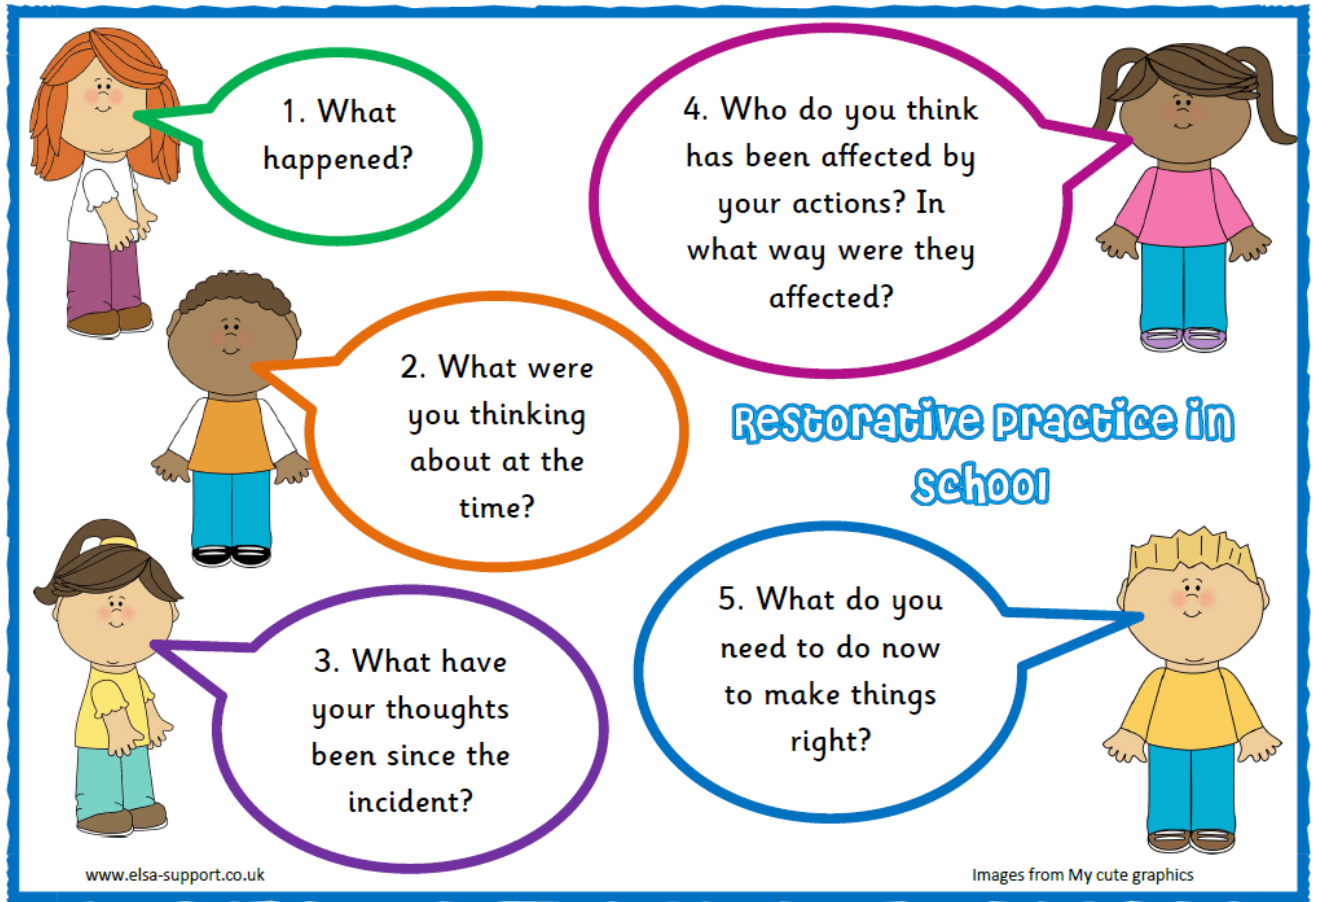 1. What
happened?
2. What were
you thinking
about at the
time?
3. What have
your thoughts
been since the
incident?
4. Who do you think
has been affected by
your actions? In
what way were they
affected?
Restorative practice in
school
5. What do you
need to do now
to make things
right?
www.elsa-support.co.uk
Images from My cute graphics